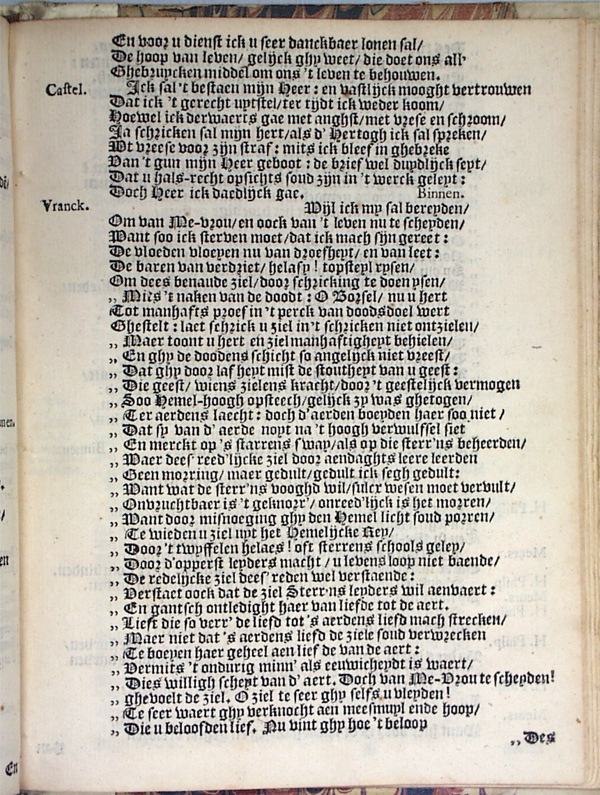 En voor u dienst ick u seer danckbaer lonen sal/
De hoop van leven/ gelijck ghy weet/ die doet ons all'
Ghebruycken middel om ons 't leven te behouwen.
Castel. Ick sal 't bestaen mijn Heer: en vastlijck mooght vertrouwen
Dat ick 't gerecht uytstel/ ter tijdt ick weder koom/
Hoewel ick derwaerts gae met anghst/ met vrese en schroom/
Ja schricken sal mijn hert/ als d' Hertogh ick sal spreken/
Wt vreese voor zijn straf: mits ick bleef in ghebreke
Van 't gun mijn Heer geboot: de brief wel duydlijck seyt/
Dat u hals-recht opsichts soud zijn in 't werck geleyt:
Doch Heer ick daedlijck gae. Binnen.
Vranck. Wijl ick my sal bereyden/
Om van Me-vrou/ en oock van 't leven nu te scheyden/
Want soo ick sterven moet/ dat ick mach sijn gereet:
De vloeden vloeyen nu van droefheyt/ en van leet:
De baren van verdriet/ helasy! topsteyl rysen/
Om dees benaude ziel/ door schricking te doen ysen/
„ Mits 't naken van de doodt: O Borsel/ nu u hert
Tot manhafts proef in 't perck van doodsdoel wert
Ghestelt: laet schrick u ziel in't schricken niet ontzielen/
„ Maer toont u hert en ziel manhaftigheyt behielen/
„ En ghy de doodens schicht so angelijck niet vreest/
„ Dat ghy door laf heyt mist de stoutheyt van u geest:
„ Die geest/ wiens zielens kracht/ door 't geestelijck vermogen
„ Soo Hemel-hoogh opsteech/ gelijck zp was ghetogen/
„ Ter aerdens laecht: doch d'aerden boeyden haer soo niet/
„ Dat sy van d' aerde noyt na 't hoogh verwulfsel siet
„ En merckt op 's starrens swap/ als op die sterr'ns beheerden/
„ Waer dees' reed'lijcke ziel door aendaghts leere leerden
„ Geen morring/ maer gedult/ gedult ick segh gedult:
„ Want wat de sterr'ns vooghd wil/ suler wesen moet vervult/
„ Onvruchtbaer is 't geknorr'/ onreed'lijck is het morren/
„ Want door misnoeging ghy den Hemel licht soud porren/
„ Te wieden u ziel uyt het Hemelijcke Rey/
„ Door 't twyffelen helaes! oft sterrens schools geley/
„ Door d'opperst leyders macht/ u levens loop niet baende/
„ De redelijcke ziel dees' reden wel verstaende:
„ Verstaet oock dat de ziel Sterr'ns leyders wil aenvaert:
„ En gantsch ontledight haer van liefde tot de aert.
„ Lieft die so verr' de liefd tot 's aerdens liefd mach strecken/
„ Maer niet dat 's aerdens liefd de ziele soud verwrecken
„ Te boeyen haer geheel aen lief de van de aert:
„ Vermits 't ondurig minn' als eeuwicheydt is waert/
„ Dies willigh scheyt van d' aert. Doch van Me-Vrou te scheyden!
„ ghevoelt de ziel. O ziel te seer ghy selfs u vleyden!
„ Te seer waert ghy verknocht aen meesmuyl ende hoop/
„ Die u beloofden lief. Nu vint ghy hoe 't beloop
„ Des